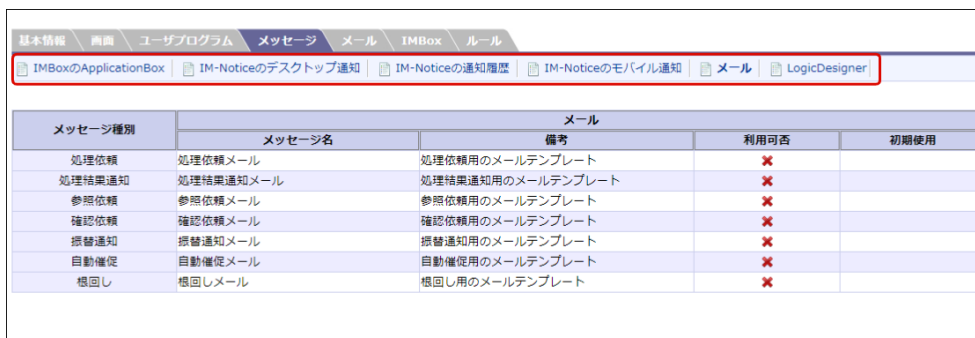 基本情報 画面 ユーザプログラム メッセージ メール IMBox ルール
IMBoxのApplicationBox IM-Noticeのデスクトップ通知 IM-Noticeの通知履歴 IM-Noticeのモバイル通知 メール LogicDesigner
メッセージ種別 メール
メッセージ名 備考 利用可否 初期使用
処理依頼 処理依頼メール 処理依頼用のメールテンプレート
処理結果通知 処理結果通知メール 処理結果通知用のメールテンプレート
参照依頼 参照依頼メール 参照依頼用のメールテンプレート
確認依頼 確認依頼メール 確認依頼用のメールテンプレート
振替通知 振替通知メール 振替通知用のメールテンプレート
自動催促 自動催促メール 自動催促用のメールテンプレート
根回し 根回しメール 根回し用のメールテンプレート